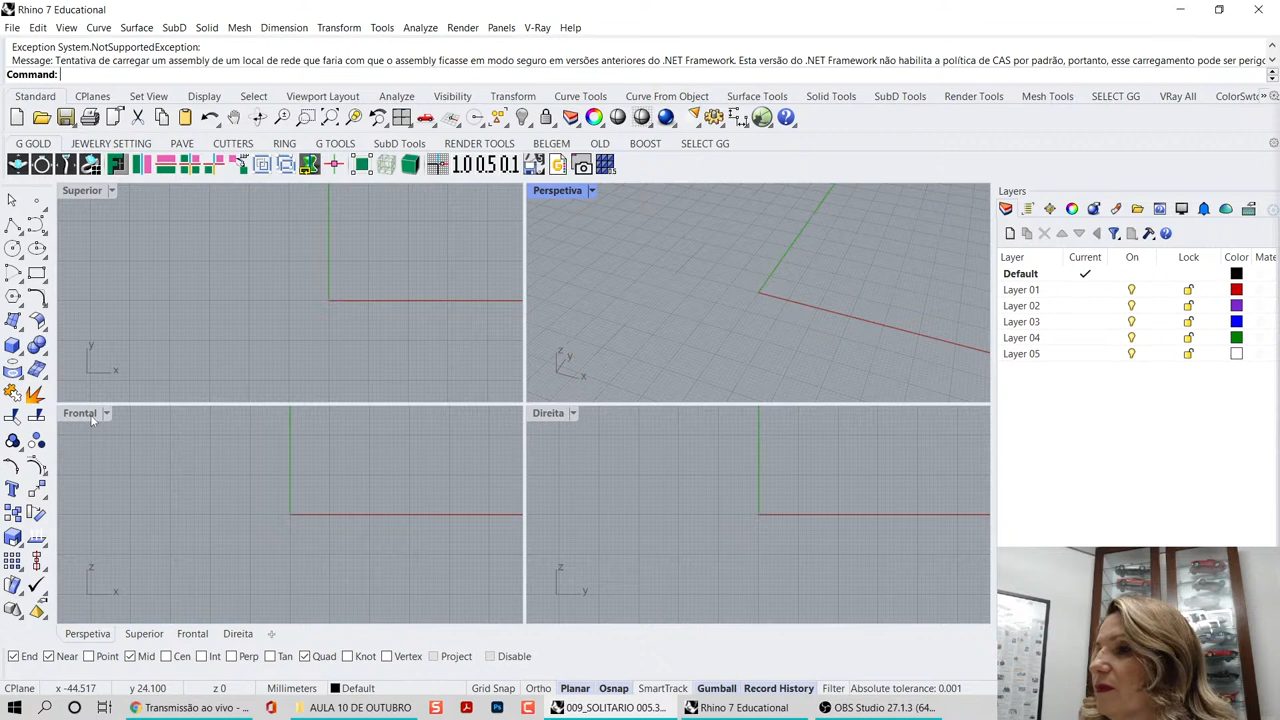 Rhino 7 Educational
File Edit View Curve Surface SubD Solid Mesh Dimension Transform Tools Analyze Render Panels V-Ray Help
Exception System.NotSupportedException:
Message: Tentativa de carregar um assembly de um local de rede que faria com que o assembly ficasse em modo seguro em versões anteriores do .NET Framework. Esta versão do .NET Framework não habilita a política de CAS por padrão, portanto, esse carregamento pode ser perigo
Command:
Standard CPlanes Set View Display Select Viewport Layout Analyze Visibility Transform Curve Tools Curve From Object Surface Tools Solid Tools SubD Tools Render Tools Mesh Tools SELECT GG VRay All ColorSwtc
G GOLD JEWELRY SETTING PAVE CUTTERS RING G TOOLS SubD Tools RENDER TOOLS BELGEM OLD BOOST SELECT GG
1.0 0.5 0.1
Superior
Perspetiva
Layers
Layer Current On Lock Color Mate
Default
Layer 01
Layer 02
Layer 03
Layer 04
Layer 05
y
x
z
y
x
Frontal
Direita
z
x
z
y
Perspetiva Superior Frontal Direita
End Near Point Mid Cen Int Perp Tan Quad Knot Vertex Project Disable
CPlane x -44.517 y 24.100 z 0 Millimeters Default Grid Snap Ortho Planar Osnap SmartTrack Gumball Record History Filter Absolute tolerance: 0.001
Transmissão ao vivo - ... AULA 10 DE OUTUBRO 009_SOLITARIO 005.3... Rhino 7 Educational OBS Studio 27.1.3 (64...